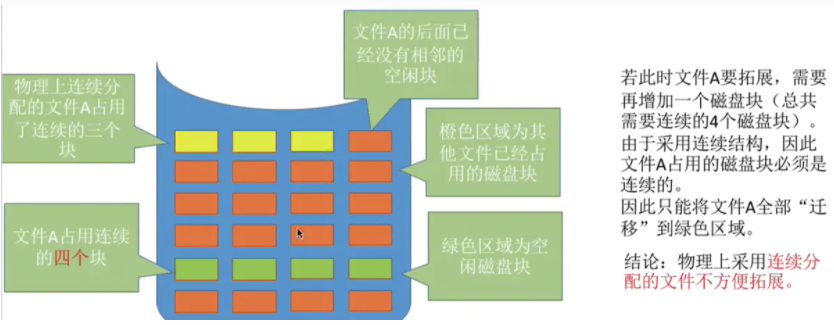 文件A的后面已
经没有相邻的
空闲块
物理上连续分
配的文件A占用
了连续的三个
块
橙色区域为其
他文件已经占
用的磁盘块
文件A占用连续
的四个块
绿色区域为空
闲磁盘块
若此时文件A要拓展，需要
再增加一个磁盘块（总共
需要连续的4个磁盘块）。
由于采用连续结构，因此
文件A占用的磁盘块必须是
连续的。
因此只能将文件A全部“迁
移”到绿色区域。
结论：物理上采用连续分
配的文件不方便拓展。